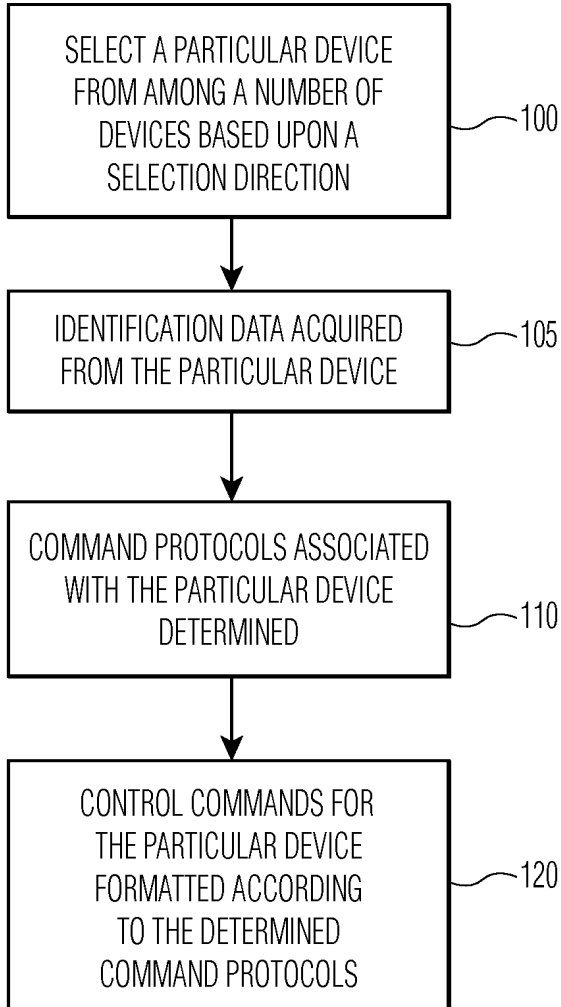 SELECT A PARTICULAR DEVICE
FROM AMONG A NUMBER OF
DEVICES BASED UPON A
SELECTION DIRECTION
100
IDENTIFICATION DATA ACQUIRED
FROM THE PARTICULAR DEVICE
105
COMMAND PROTOCOLS ASSOCIATED
WITH THE PARTICULAR DEVICE
DETERMINED
110
CONTROL COMMANDS FOR
THE PARTICULAR DEVICE
FORMATTED ACCORDING
TO THE DETERMINED
COMMAND PROTOCOLS
120